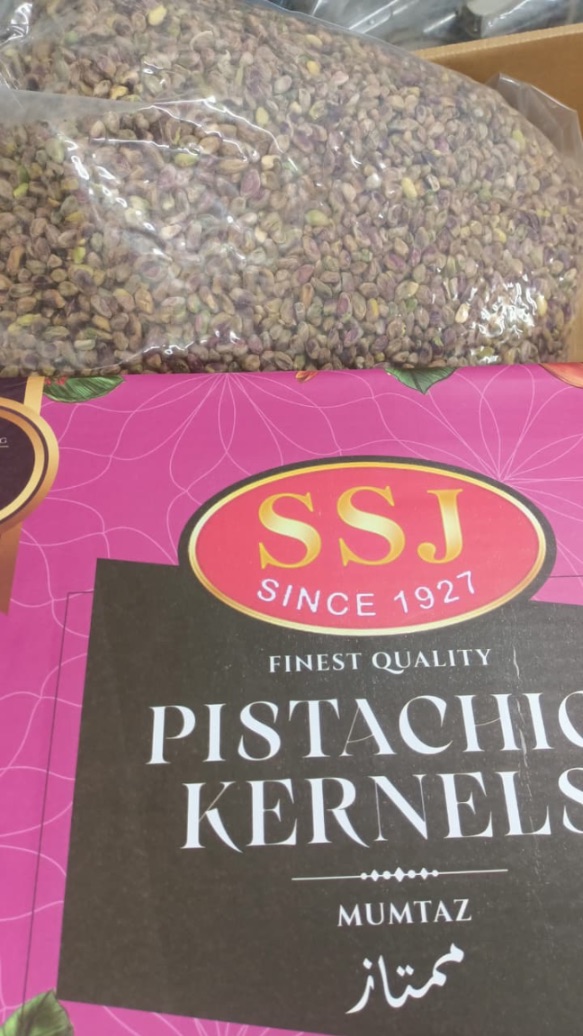 SSJ
SINCE 1927
FINEST QUALITY
PISTACHIO
KERNELS
MUMTAZ
ممتاز